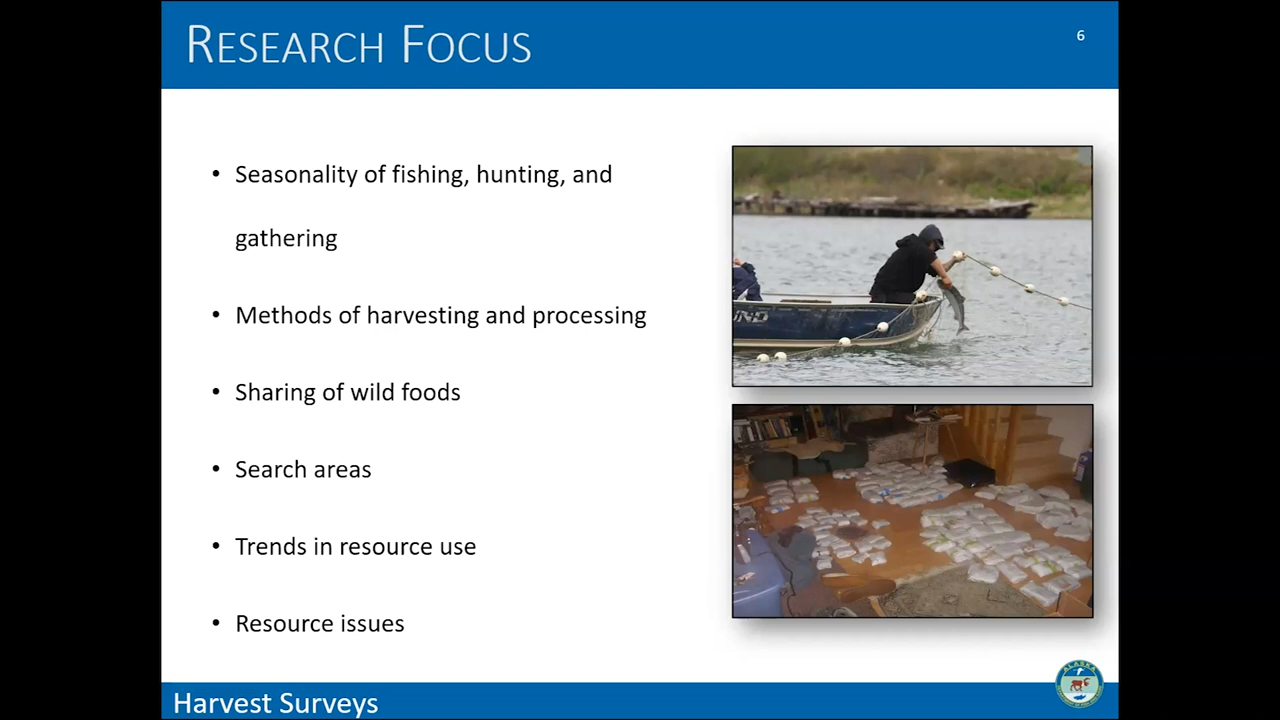 RESEARCH FOCUS
6
• Seasonality of fishing, hunting, and
gathering
• Methods of harvesting and processing
• Sharing of wild foods
• Search areas
• Trends in resource use
• Resource issues
ALASKA
Harvest Surveys